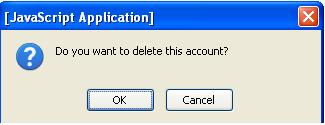 [JavaScript Application]
Do you want to delete this account?
OK Cancel